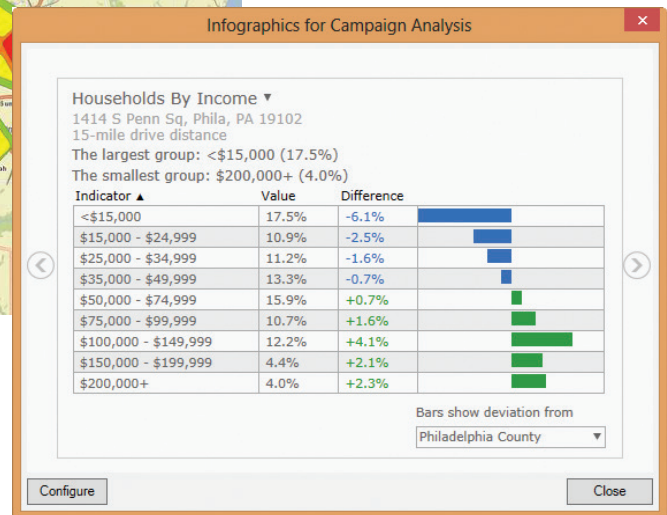 Infographics for Campaign Analysis
Households By Income
1414 S Penn Sq, Phila, PA 19102
15-mile drive distance
The largest group: <$15,000 (17.5%)
The smallest group: $200,000+ (4.0%)
Indicator Value Difference
<$15,000 17.5% -6.1%
$15,000 - $24,999 10.9% -2.5%
$25,000 - $34,999 11.2% -1.6%
$35,000 - $49,999 13.3% -0.7%
$50,000 - $74,999 15.9% +0.7%
$75,000 - $99,999 10.7% +1.6%
$100,000 - $149,999 12.2% +4.1%
$150,000 - $199,999 4.4% +2.1%
$200,000+ 4.0% +2.3%
Bars show deviation from
Philadelphia County
Configure Close